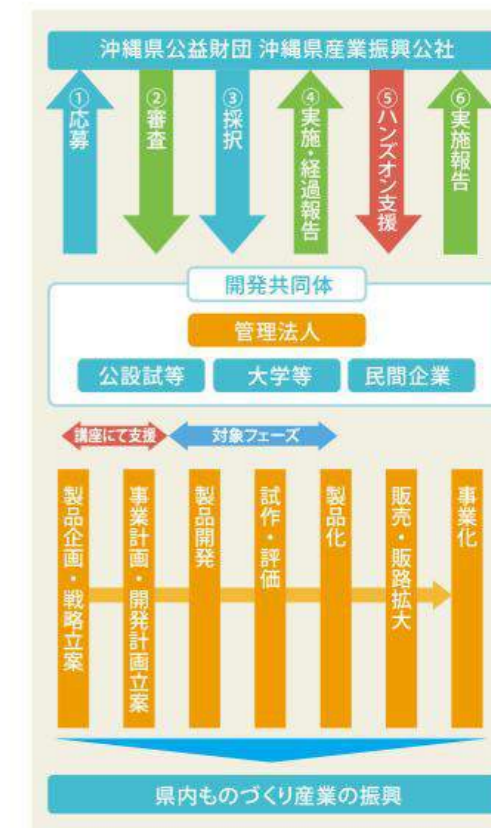 沖縄県公益財団 沖縄県産業振興公社
①応募
②審査
③採択
④実施・経過報告
⑤ハンズオン支援
⑥実施報告
開発共同体
管理法人
公設試等
大学等
民間企業
講座にて支援
対象フェーズ
製品企画・戦略立案
事業計画・開発計画立案
製品開発
試作・評価
製品化
販売・販路拡大
事業化
県内ものづくり産業の振興